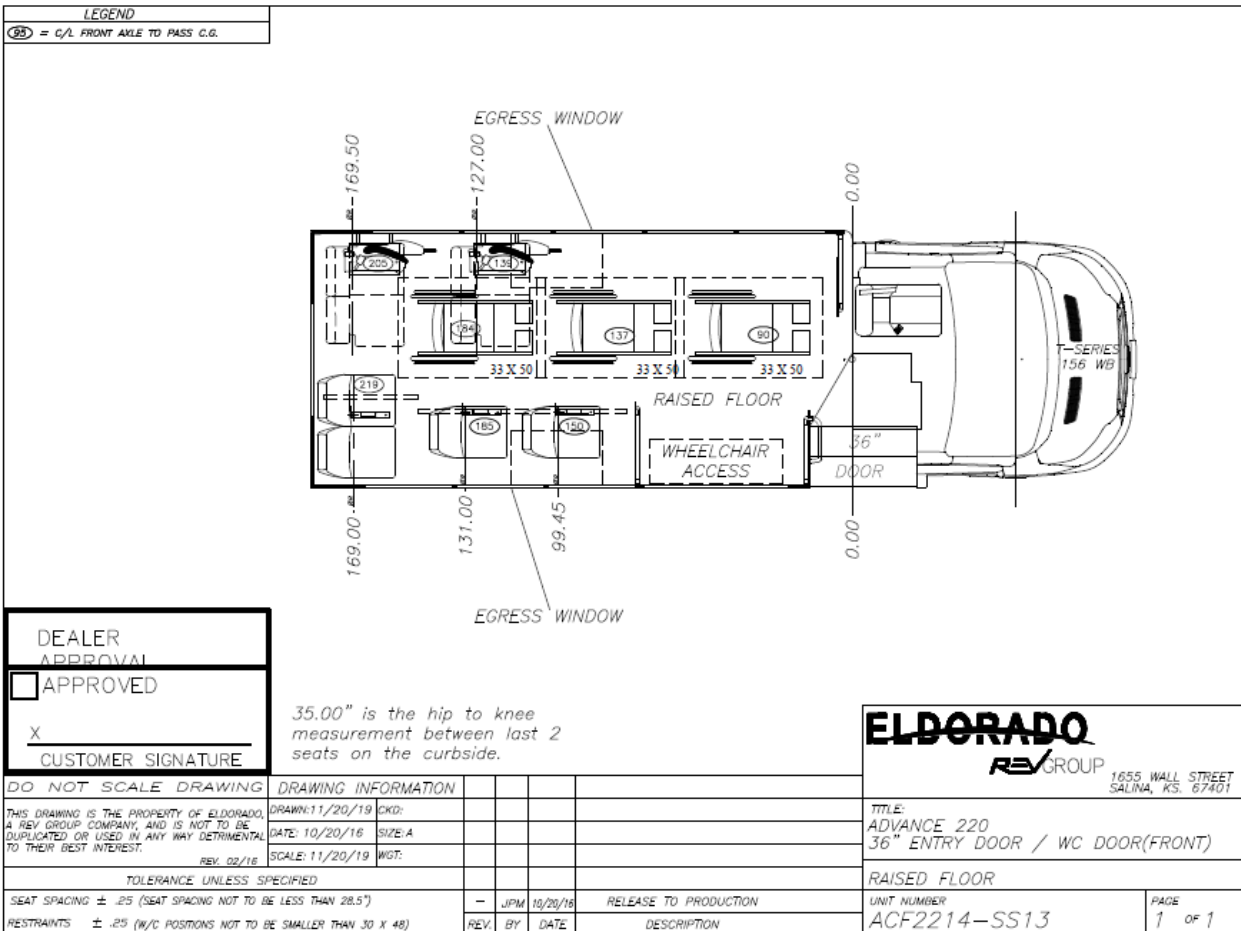 LEGEND
95 = C/L FRONT AXLE TO PASS C.G.
EGRESS WINDOW
169.50
127.00
0.00
205
139
184
137
90
33 X 50
33 X 50
33 X 50
T-SERIES
156 WB
219
RAISED FLOOR
185
150
WHEELCHAIR
ACCESS
36"
DOOR
169.00
131.00
99.45
0.00
EGRESS WINDOW
DEALER
APPROVAL
APPROVED
X
CUSTOMER SIGNATURE
35.00" is the hip to knee
measurement between last 2
seats on the curbside.
ELDORADO
REV GROUP
1655 WALL STREET
SALINA, KS. 67401
DO NOT SCALE DRAWING
THIS DRAWING IS THE PROPERTY OF ELDORADO,
A REV GROUP COMPANY, AND IS NOT TO BE
DUPLICATED OR USED IN ANY WAY DETRIMENTAL
TO THEIR BEST INTEREST.
REV. 02/16
DRAWING INFORMATION
DRAWN: 11/20/19 CKD:
DATE: 10/20/16 SIZE: A
SCALE: 11/20/19 WGT:
TITLE:
ADVANCE 220
36" ENTRY DOOR / WC DOOR(FRONT)
TOLERANCE UNLESS SPECIFIED
SEAT SPACING ± .25 (SEAT SPACING NOT TO BE LESS THAN 28.5")
RESTRAINTS ± .25 (W/C POSITIONS NOT TO BE SMALLER THAN 30 X 48)
- JPM 10/20/16 RELEASE TO PRODUCTION
REV. BY DATE DESCRIPTION
RAISED FLOOR
UNIT NUMBER
ACF2214-SS13
PAGE
1 OF 1